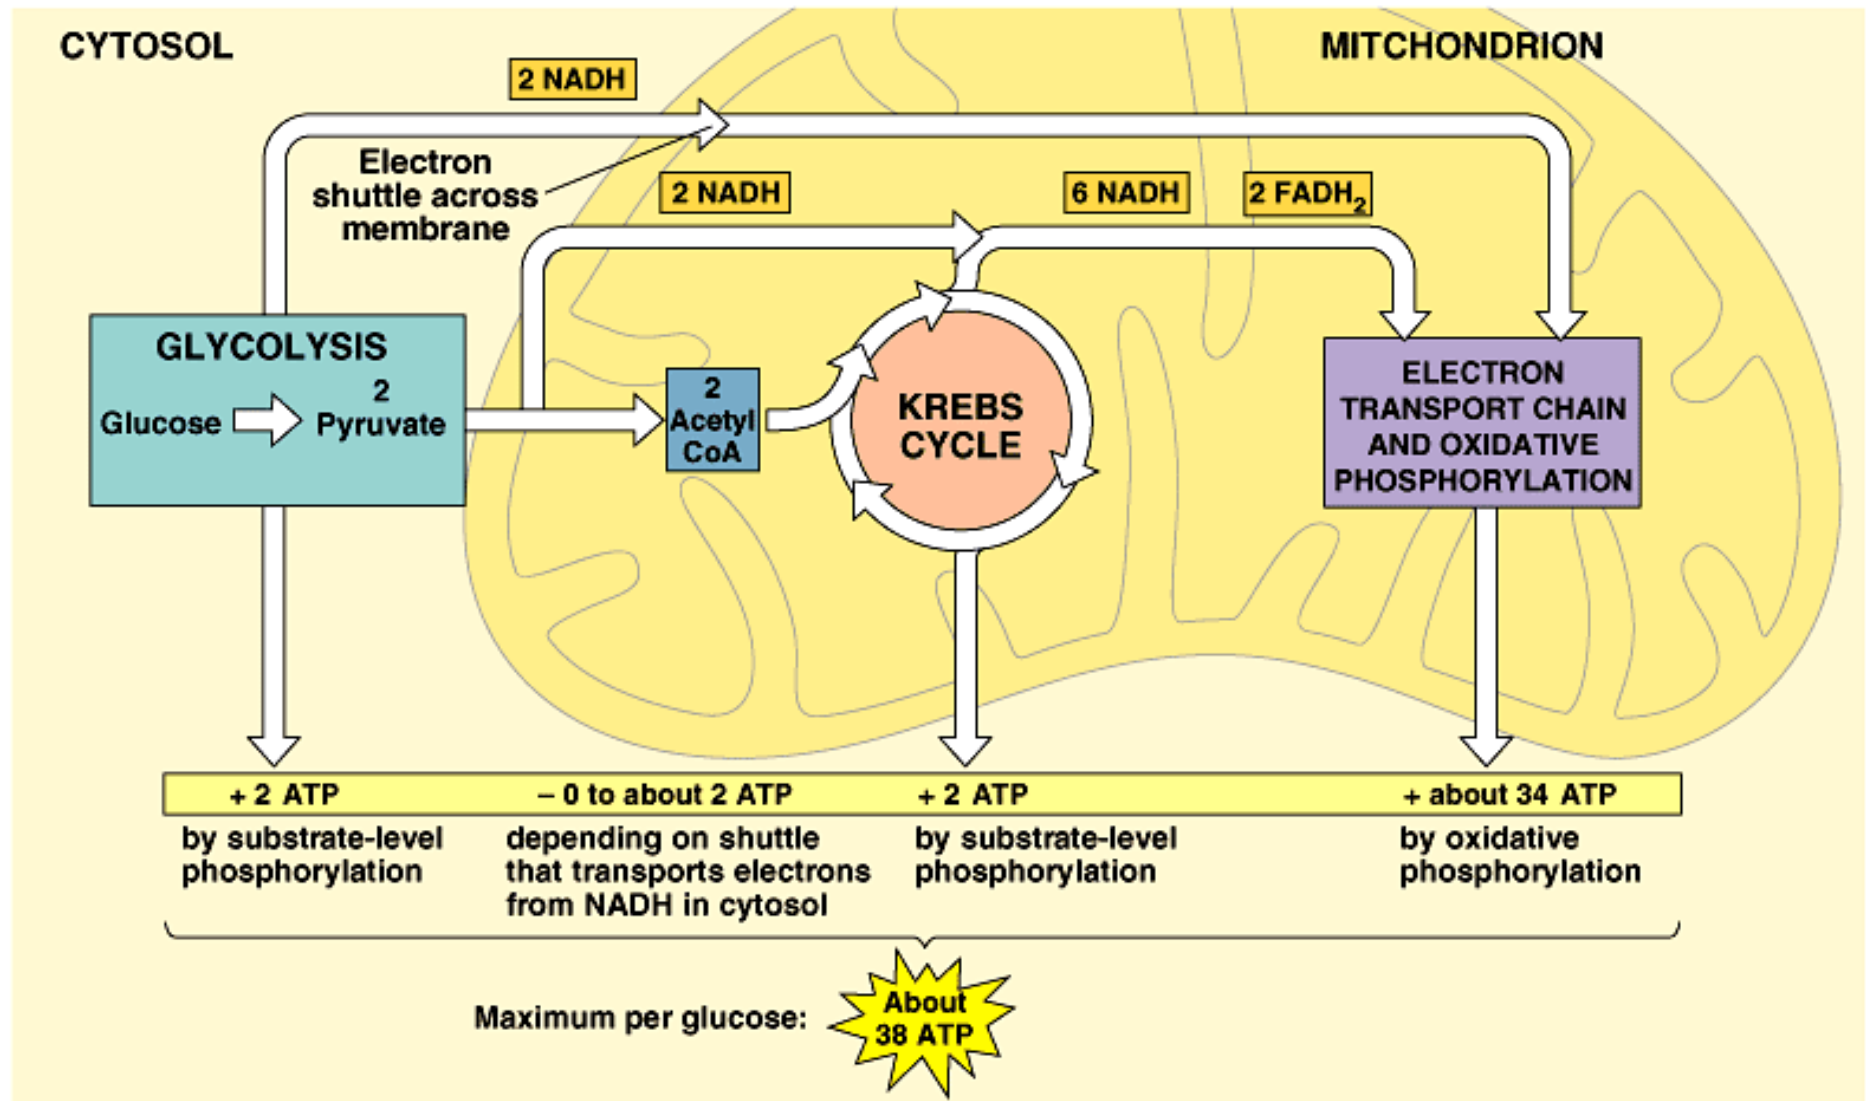 CYTOSOL
MITCHONDRION
2 NADH
Electron
shuttle across
membrane
2 NADH
6 NADH
2 FADH₂
GLYCOLYSIS
2
Glucose
Pyruvate
2
Acetyl
CoA
KREBS
CYCLE
ELECTRON
TRANSPORT CHAIN
AND OXIDATIVE
PHOSPHORYLATION
+ 2 ATP
by substrate-level
phosphorylation
– 0 to about 2 ATP
depending on shuttle
that transports electrons
from NADH in cytosol
+ 2 ATP
by substrate-level
phosphorylation
+ about 34 ATP
by oxidative
phosphorylation
Maximum per glucose:
About
38 ATP